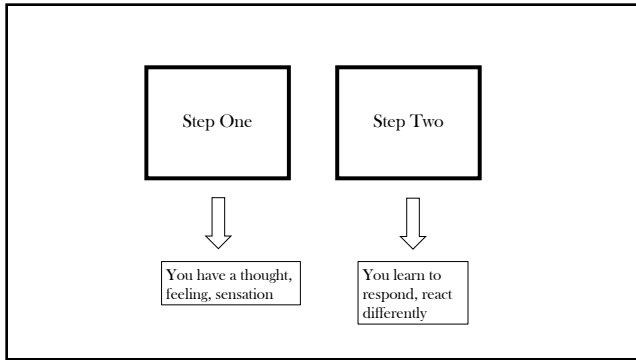 Step One
Step Two
You have a thought,
feeling, sensation
You learn to
respond, react
differently